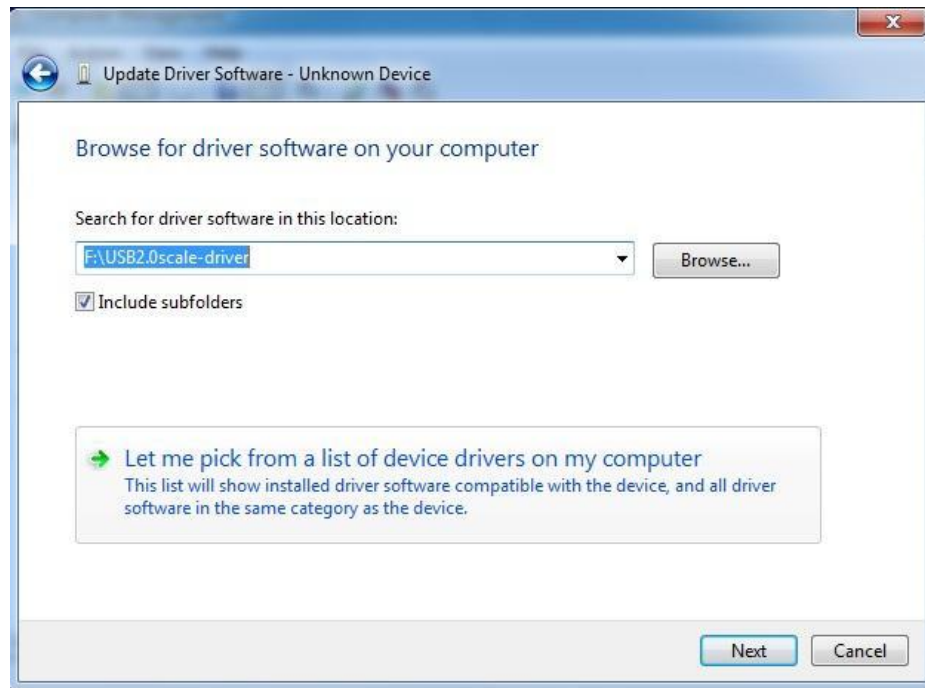 Update Driver Software - Unknown Device
Browse for driver software on your computer
Search for driver software in this location:
F:\USB2.0scale-driver
Browse...
Include subfolders
Let me pick from a list of device drivers on my computer
This list will show installed driver software compatible with the device, and all driver
software in the same category as the device.
Next
Cancel